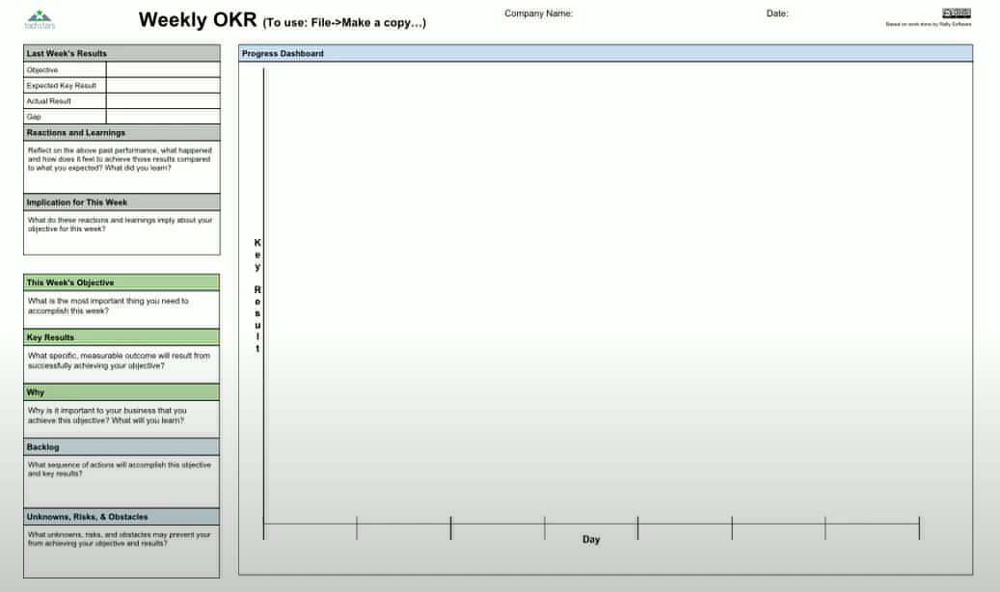 techstars
Weekly OKR (To use: File->Make a copy...)
Company Name:
Date:
Based on work done by Rally Software
Last Week's Results
Objective
Expected Key Result
Actual Result
Gap
Reactions and Learnings
Reflect on the above past performance, what happened
and how does it feel to achieve those results compared
to what you expected? What did you learn?
Implication for This Week
What do these reactions and learnings imply about your
objective for this week?
This Week's Objective
What is the most important thing you need to
accomplish this week?
Key Results
What specific, measurable outcome will result from
successfully achieving your objective?
Why
Why is it important to your business that you
achieve this objective? What will you learn?
Backlog
What sequence of actions will accomplish this objective
and key results?
Unknowns, Risks, & Obstacles
What unknowns, risks, and obstacles may prevent your
from achieving your objective and results?
Progress Dashboard
Key Result
Day